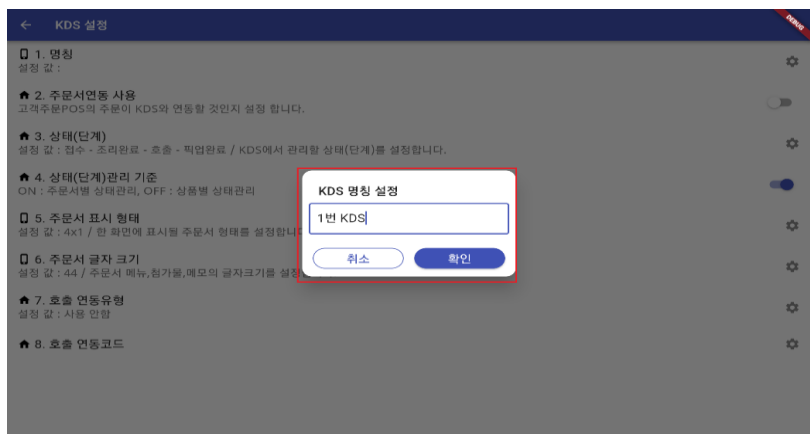 KDS 설정
DEBUG
1. 명칭
설정 값 :
2. 주문서연동 사용
고객주문POS의 주문이 KDS와 연동할 것인지 설정 합니다.
3. 상태(단계)
설정 값 : 접수 - 조리완료 - 호출 - 픽업완료 / KDS에서 관리할 상태(단계)를 설정합니다.
4. 상태(단계)관리 기준
ON : 주문서별 상태관리, OFF : 상품별 상태관리
KDS 명칭 설정
1번 KDS
취소
확인
5. 주문서 표시 형태
설정 값 : 4x1 / 한 화면에 표시될 주문서 형태를 설정합니
6. 주문서 글자 크기
설정 값 : 44 / 주문서 메뉴,첨가물,메모의 글자크기를 설정
7. 호출 연동유형
설정 값 : 사용 안함
8. 호출 연동코드